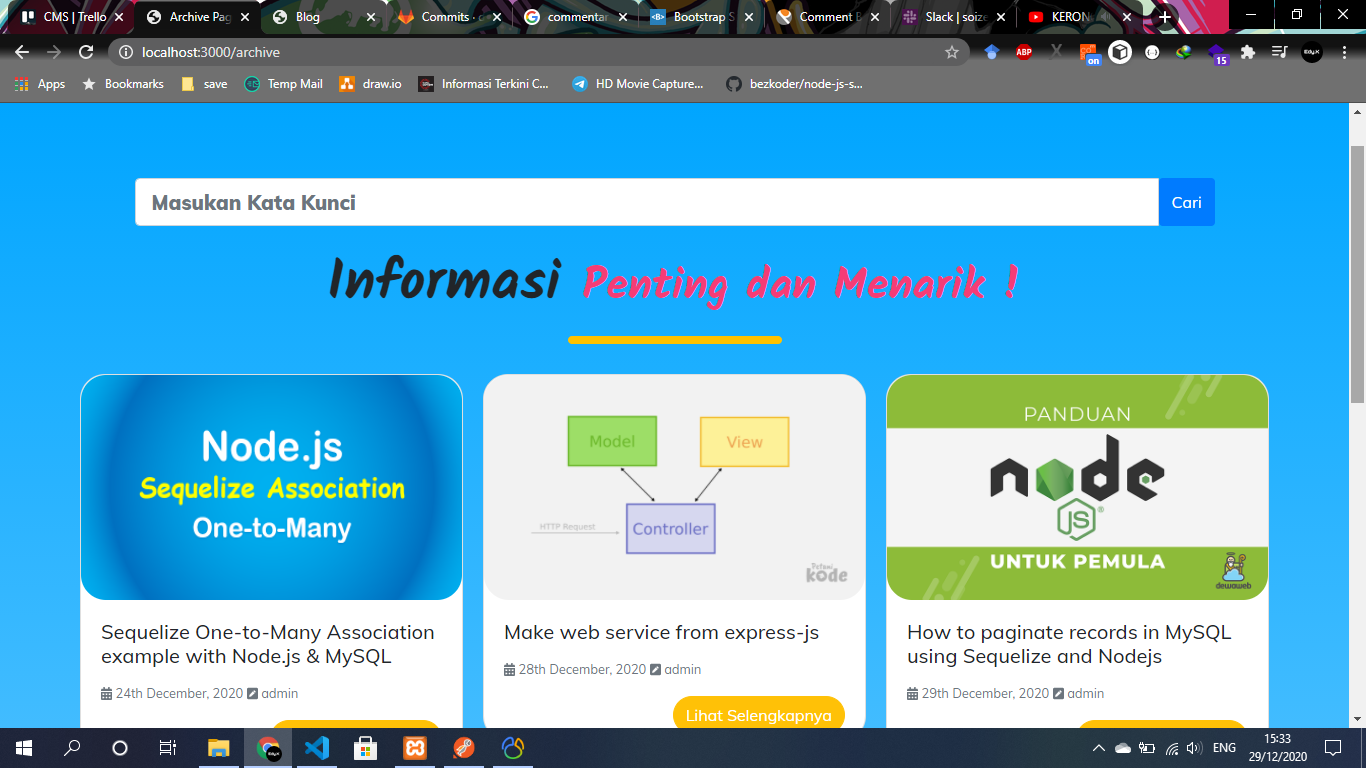 CMS | Trello
Archive Pag
Blog
Commits · c
commentar
Bootstrap S
Comment B
Slack | soize
KERON
localhost:3000/archive
ABP
on
15
Edy.K
Apps
Bookmarks
save
Temp Mail
draw.io
Informasi Terkini C...
HD Movie Capture...
bezkoder/node-js-s...
Masukan Kata Kunci
Cari
Informasi Penting dan Menarik !
Node.js
Sequelize Association
One-to-Many
Model
View
HTTP Request
Controller
Petani
kode
PANDUAN
node
JS
UNTUK PEMULA
dewaweb
Sequelize One-to-Many Association
example with Node.js & MySQL
24th December, 2020 admin
Make web service from express-js
28th December, 2020 admin
Lihat Selengkapnya
How to paginate records in MySQL
using Sequelize and Nodejs
29th December, 2020 admin
ENG
15:33
29/12/2020